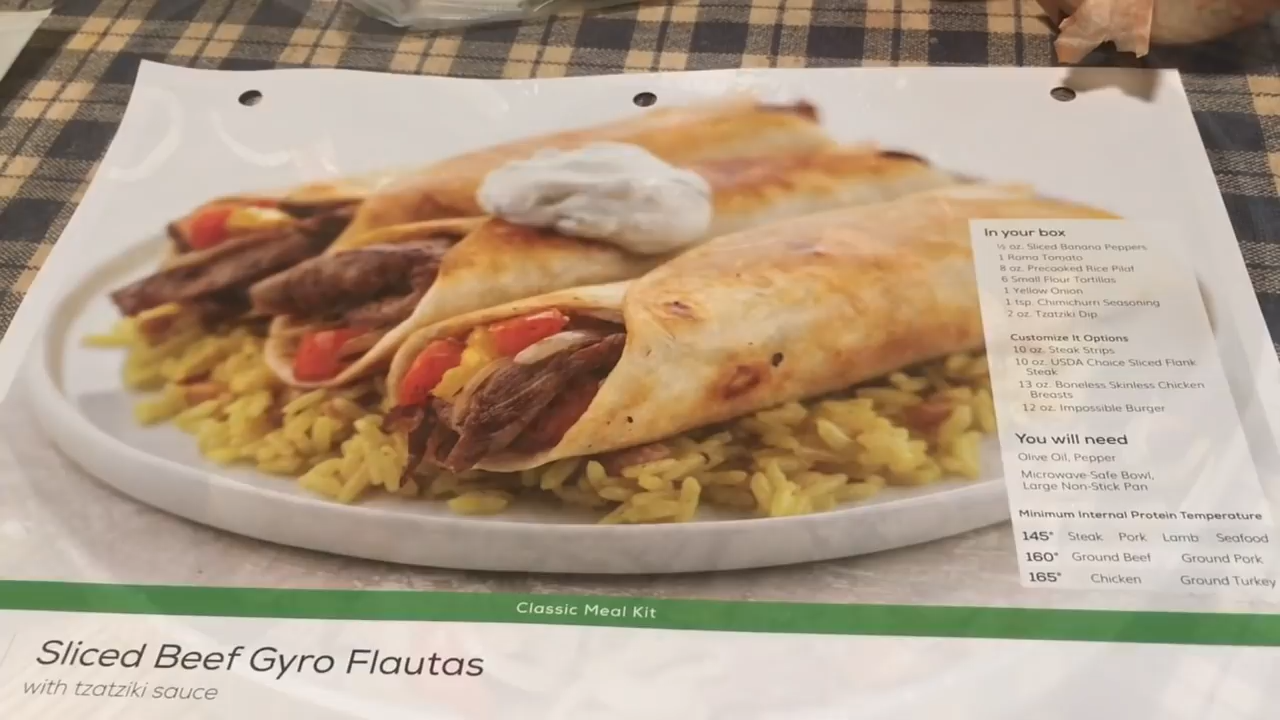 In your box
½ oz. Sliced Banana Peppers
1 Roma Tomato
8 oz. Precooked Rice Pilaf
6 Small Flour Tortillas
1 Yellow Onion
1 tsp. Chimichurri Seasoning
2 oz. Tzatziki Dip
Customize It Options
10 oz. Steak Strips
10 oz. USDA Choice Sliced Flank
Steak
13 oz. Boneless Skinless Chicken
Breasts
12 oz. Impossible Burger
You will need
Olive Oil, Pepper
Microwave-Safe Bowl,
Large Non-Stick Pan
Minimum Internal Protein Temperature
145° Steak Pork Lamb Seafood
160° Ground Beef Ground Pork
165° Chicken Ground Turkey
Classic Meal Kit
Sliced Beef Gyro Flautas
with tzatziki sauce